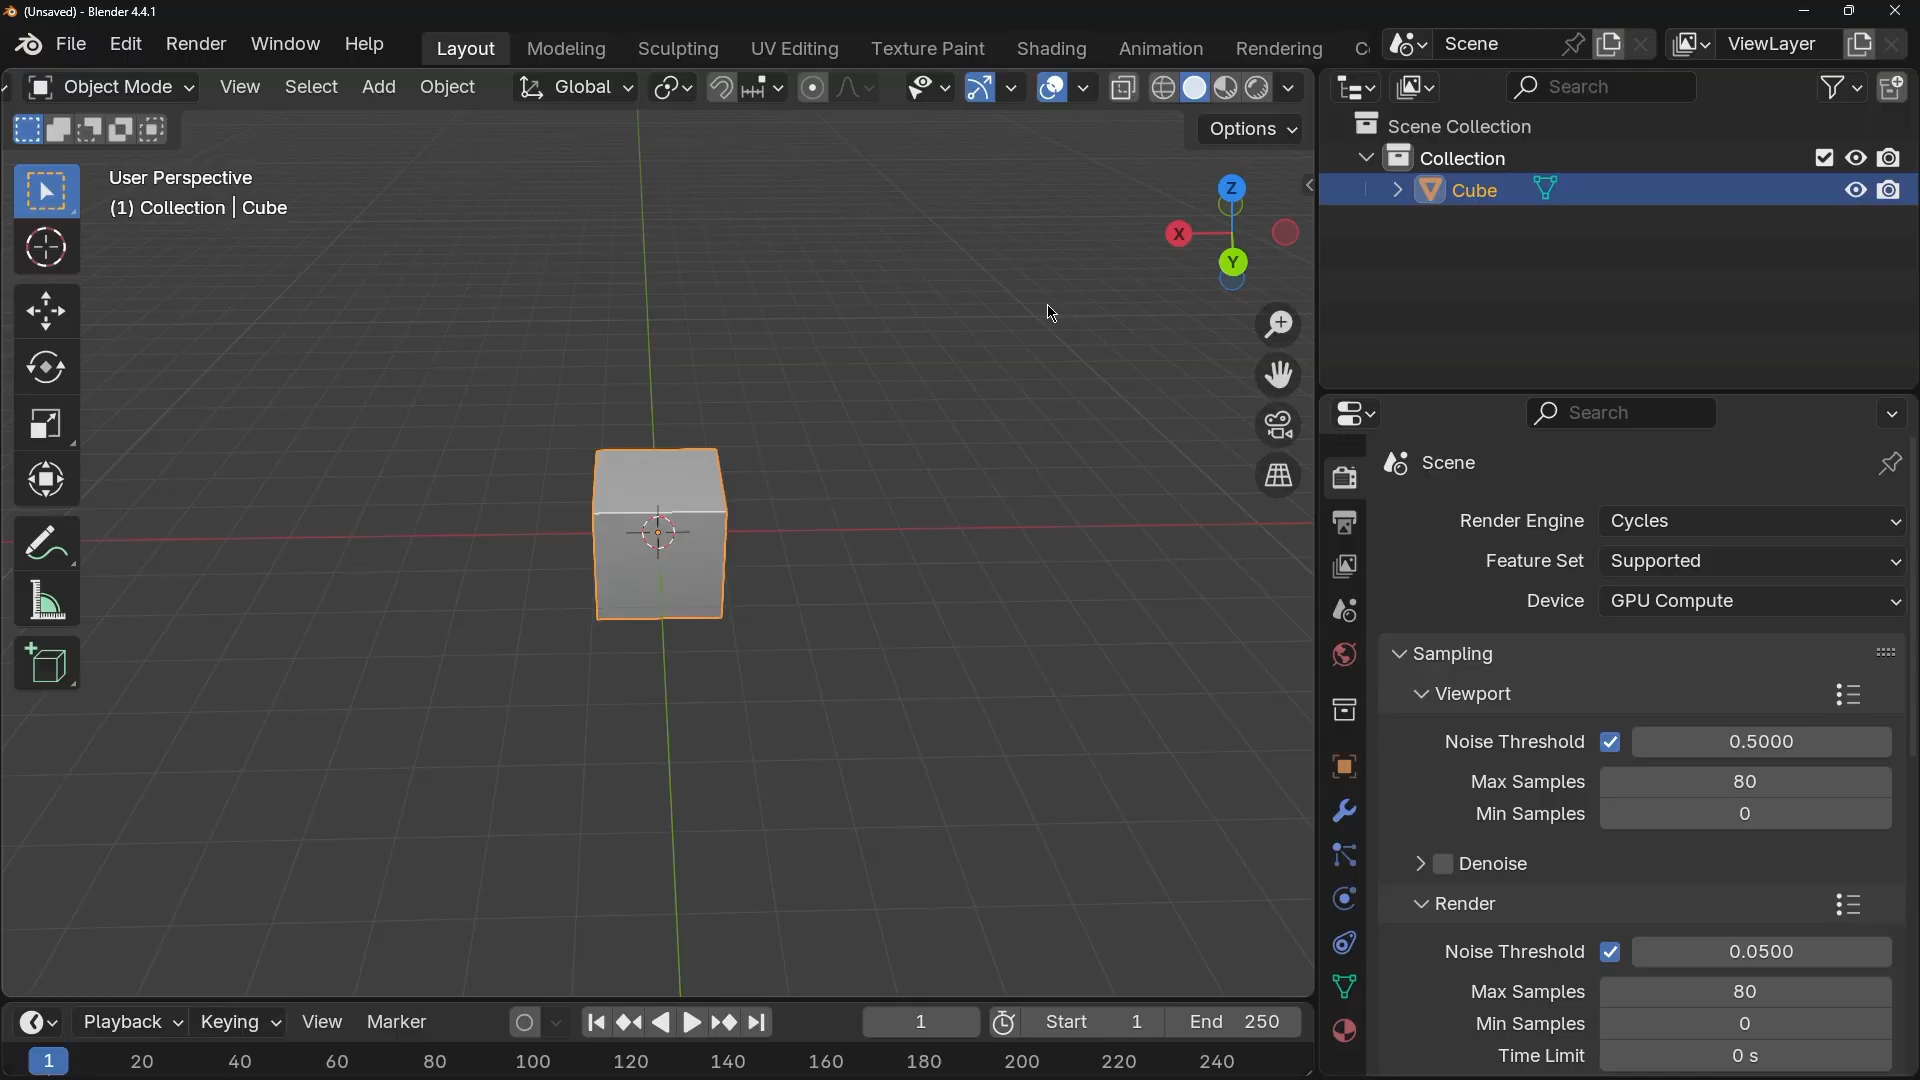 (Unsaved) - Blender 4.4.1
File Edit Render Window Help Layout Modeling Sculpting UV Editing Texture Paint Shading Animation Rendering C Scene ViewLayer
Object Mode View Select Add Object Global
Options
User Perspective
(1) Collection | Cube
Z
X
Y
Search
Scene Collection
Collection
Cube
Search
Scene
Render Engine Cycles
Feature Set Supported
Device GPU Compute
Sampling
Viewport
Noise Threshold 0.5000
Max Samples 80
Min Samples 0
Denoise
Render
Noise Threshold 0.0500
Max Samples 80
Min Samples 0
Time Limit 0 s
Playback Keying View Marker 1 Start 1 End 250
1 20 40 60 80 100 120 140 160 180 200 220 240